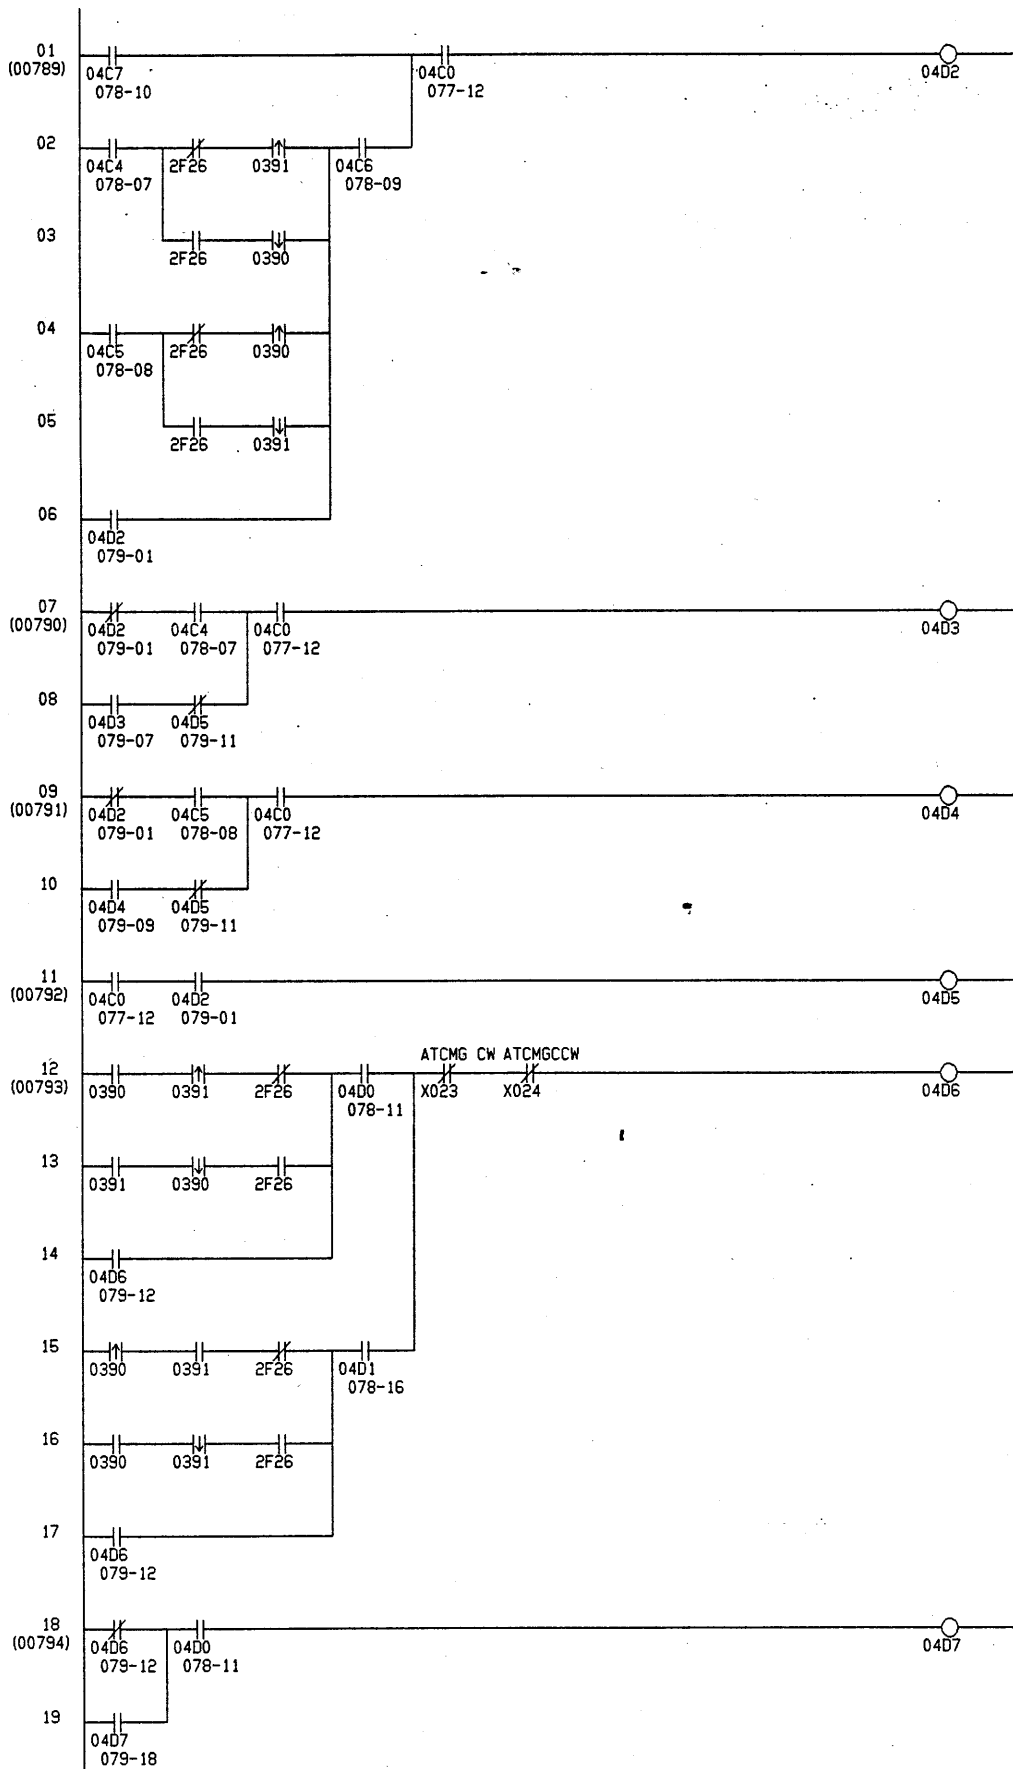 01
(00789)
04C7
078-10
04C0
077-12
04D2
02
04C4
078-07
2F26
0391
04C6
078-09
03
2F26
0390
04
04C5
078-08
2F26
0390
05
2F26
0391
06
04D2
079-01
07
(00790)
04D2
079-01
04C4
078-07
04C0
077-12
04D3
08
04D3
079-07
04D5
079-11
09
(00791)
04D2
079-01
04C5
078-08
04C0
077-12
04D4
10
04D4
079-09
04D5
079-11
11
(00792)
04C0
077-12
04D2
079-01
04D5
ATCMG CW ATCMGCCW
12
(00793)
0390
0391
2F26
04D0
078-11
X023
X024
04D6
13
0391
0390
2F26
14
04D6
079-12
15
0390
0391
2F26
04D1
078-16
16
0390
0391
2F26
17
04D6
079-12
18
(00794)
04D6
079-12
04D0
078-11
04D7
19
04D7
079-18